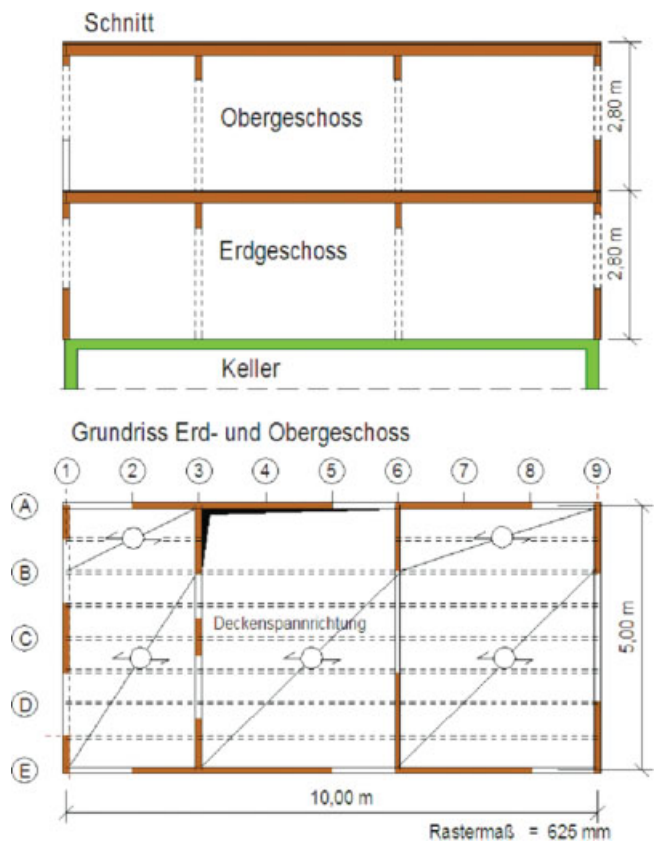 Schnitt
Obergeschoss
2,80 m
Erdgeschoss
2,80 m
Keller
Grundriss Erd- und Obergeschoss
1 2 3 4 5 6 7 8 9
A
B
Deckenspannrichtung
C
5,00 m
D
E
10,00 m
Rastermaß = 625 mm